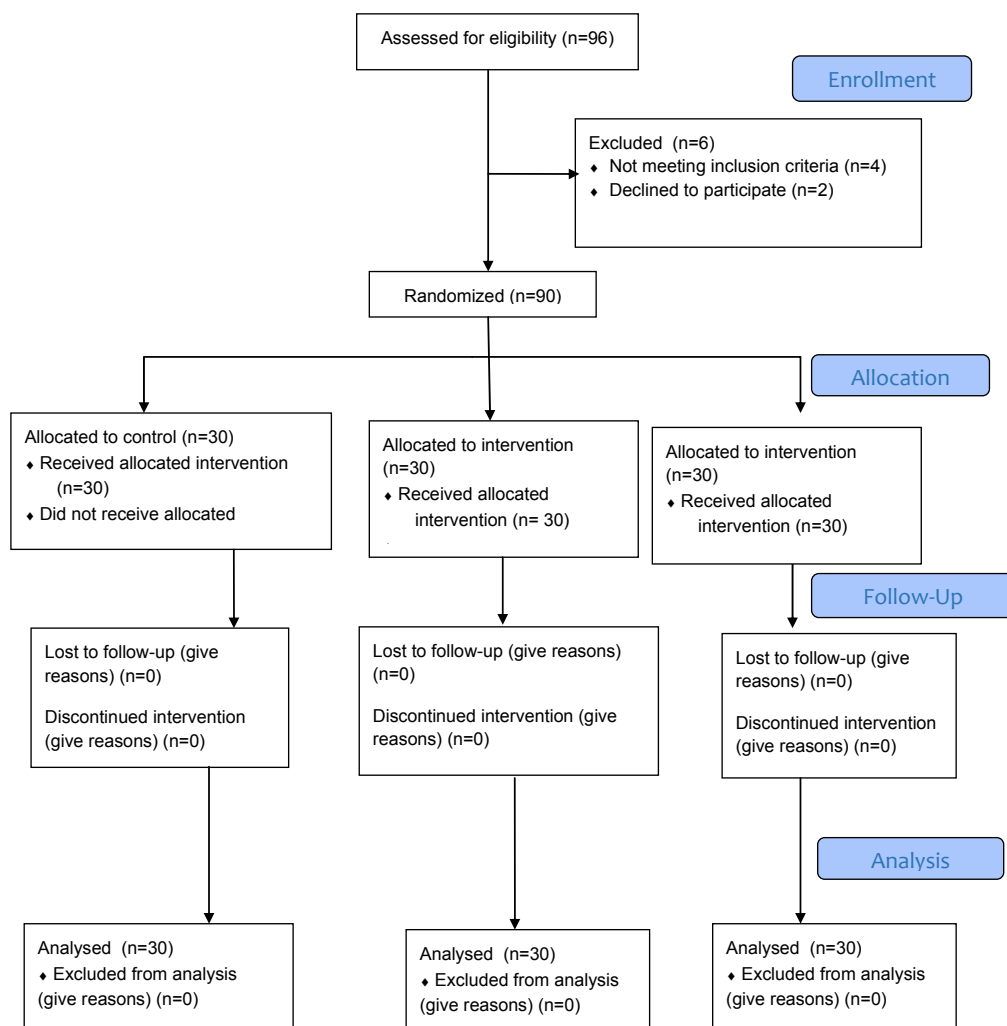 Assessed for eligibility (n=96)
Enrollment
Excluded (n=6)
♦ Not meeting inclusion criteria (n=4)
♦ Declined to participate (n=2)
Randomized (n=90)
Allocation
Allocated to control (n=30)
♦ Received allocated intervention
(n=30)
♦ Did not receive allocated
Allocated to intervention
(n=30)
♦ Received allocated
intervention (n= 30)
.
Allocated to intervention
(n=30)
♦ Received allocated
intervention (n=30)
Follow-Up
Lost to follow-up (give
reasons) (n=0)
Discontinued intervention
(give reasons) (n=0)
Lost to follow-up (give reasons)
(n=0)
Discontinued intervention (give
reasons) (n=0)
Lost to follow-up (give
reasons) (n=0)
Discontinued intervention
(give reasons) (n=0)
Analysis
Analysed (n=30)
♦ Excluded from analysis
(give reasons) (n=0)
Analysed (n=30)
♦ Excluded from analysis
(give reasons) (n=0)
Analysed (n=30)
♦ Excluded from analysis
(give reasons) (n=0)